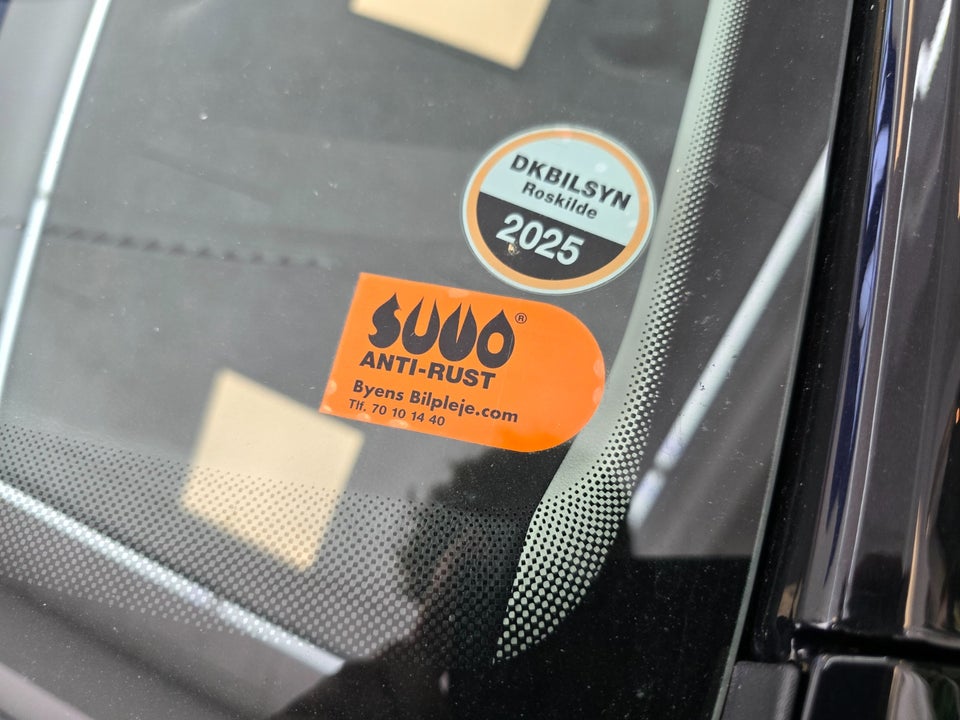 DKBILSYN
Roskilde
2025
SUVO®
ANTI-RUST
Byens Bilpleje.com
Tlf. 70 10 14 40